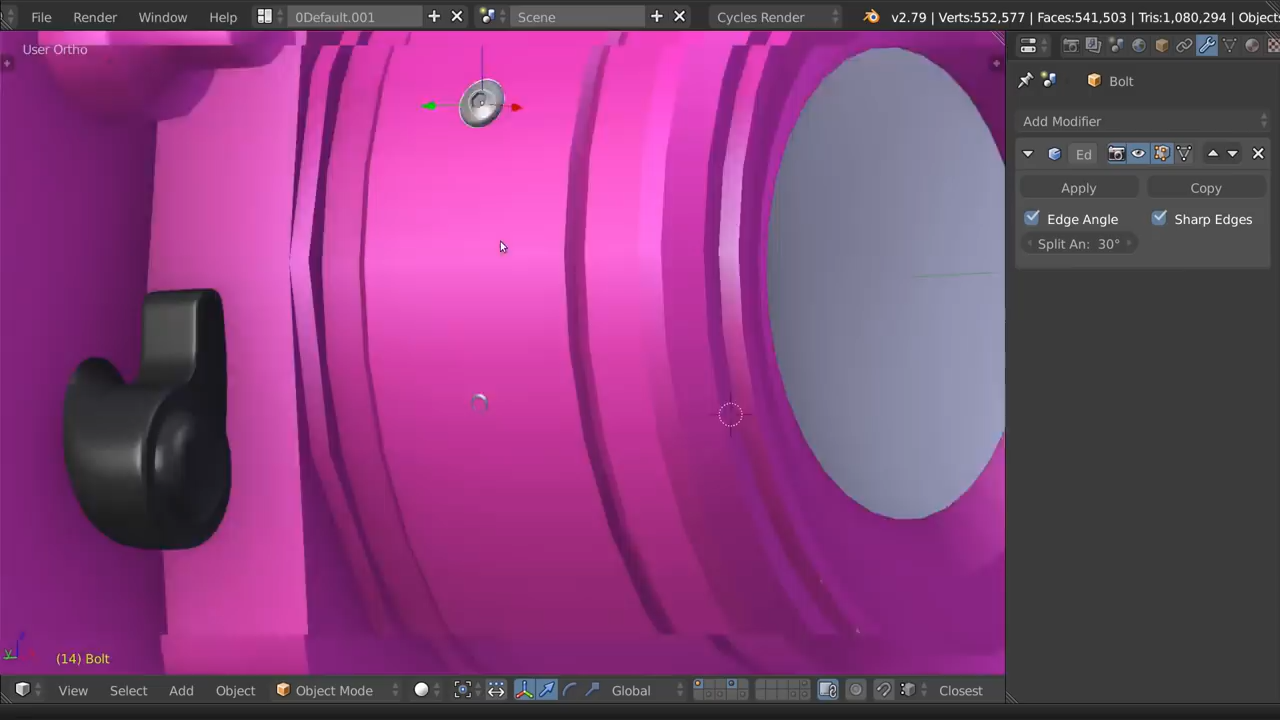 File Render Window Help 0Default.001 Scene Cycles Render v2.79 | Verts:552,577 | Faces:541,503 | Tris:1,080,294 | Object
User Ortho
Bolt
Add Modifier
Ed
Apply Copy
Edge Angle Sharp Edges
Split An: 30°
(14) Bolt
View Select Add Object Object Mode Global Closest